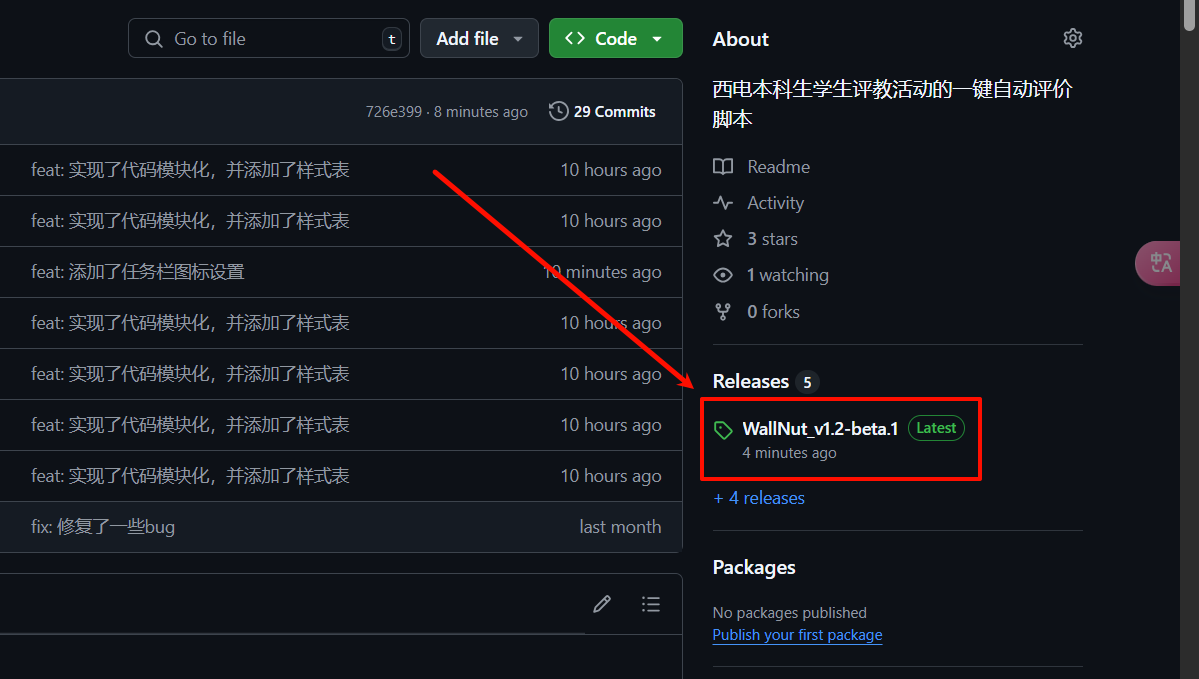 Go to file
t
Add file
Code
726e399 · 8 minutes ago
29 Commits
feat: 实现了代码模块化，并添加了样式表
10 hours ago
feat: 实现了代码模块化，并添加了样式表
10 hours ago
feat: 添加了任务栏图标设置
10 minutes ago
feat: 实现了代码模块化，并添加了样式表
10 hours ago
feat: 实现了代码模块化，并添加了样式表
10 hours ago
feat: 实现了代码模块化，并添加了样式表
10 hours ago
feat: 实现了代码模块化，并添加了样式表
10 hours ago
fix: 修复了一些bug
last month
About
西电本科生学生评教活动的一键自动评价
脚本
Readme
Activity
3 stars
1 watching
0 forks
Releases 5
WallNut_v1.2-beta.1 Latest
4 minutes ago
+ 4 releases
Packages
No packages published
Publish your first package
中A